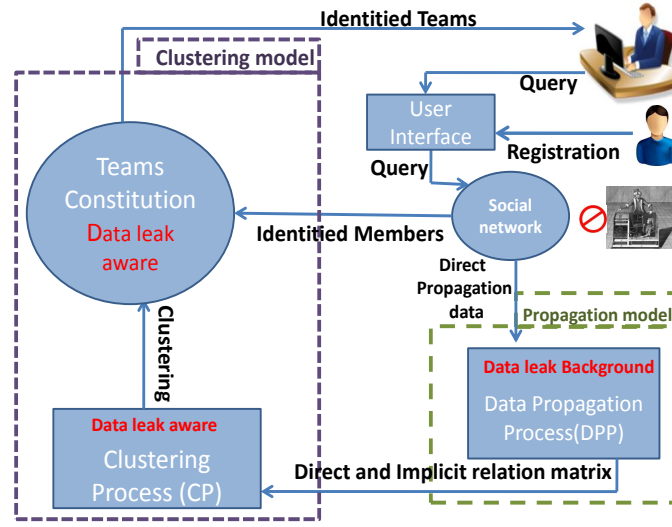 Identitied Teams
Clustering model
Query
User
Interface
Registration
Query
Teams
Constitution
Data leak
aware
Social
network
Identitied Members
Direct
Propagation
data
Propagation model
Clustering
Data leak Background
Data Propagation
Process(DPP)
Data leak aware
Clustering
Process (CP)
Direct and Implicit relation matrix